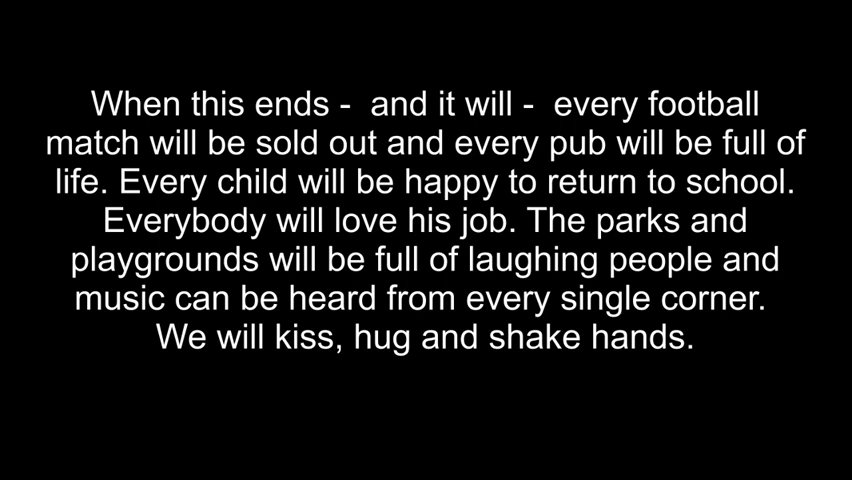 When this ends -  and it will -  every football
match will be sold out and every pub will be full of
life. Every child will be happy to return to school.
Everybody will love his job. The parks and
playgrounds will be full of laughing people and
music can be heard from every single corner.
We will kiss, hug and shake hands.